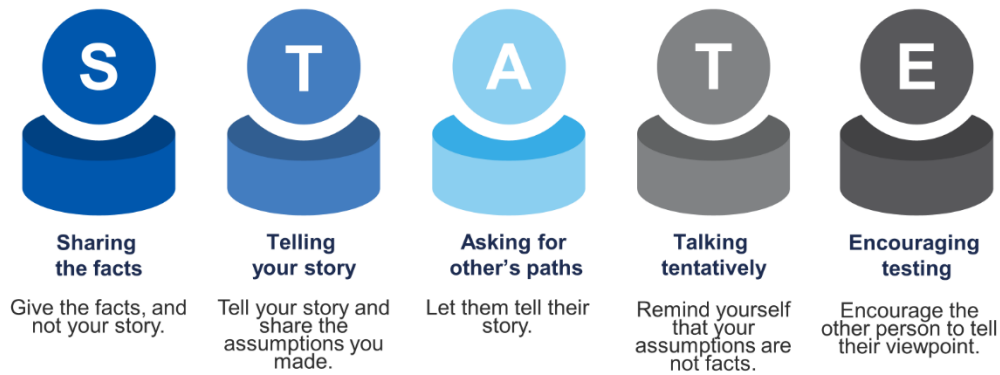 S
T
A
T
E
Sharing
the facts
Give the facts, and
not your story.
Telling
your story
Tell your story and
share the
assumptions you
made.
Asking for
other's paths
Let them tell their
story.
Talking
tentatively
Remind yourself
that your
assumptions are
not facts.
Encouraging
testing
Encourage the
other person to tell
their viewpoint.